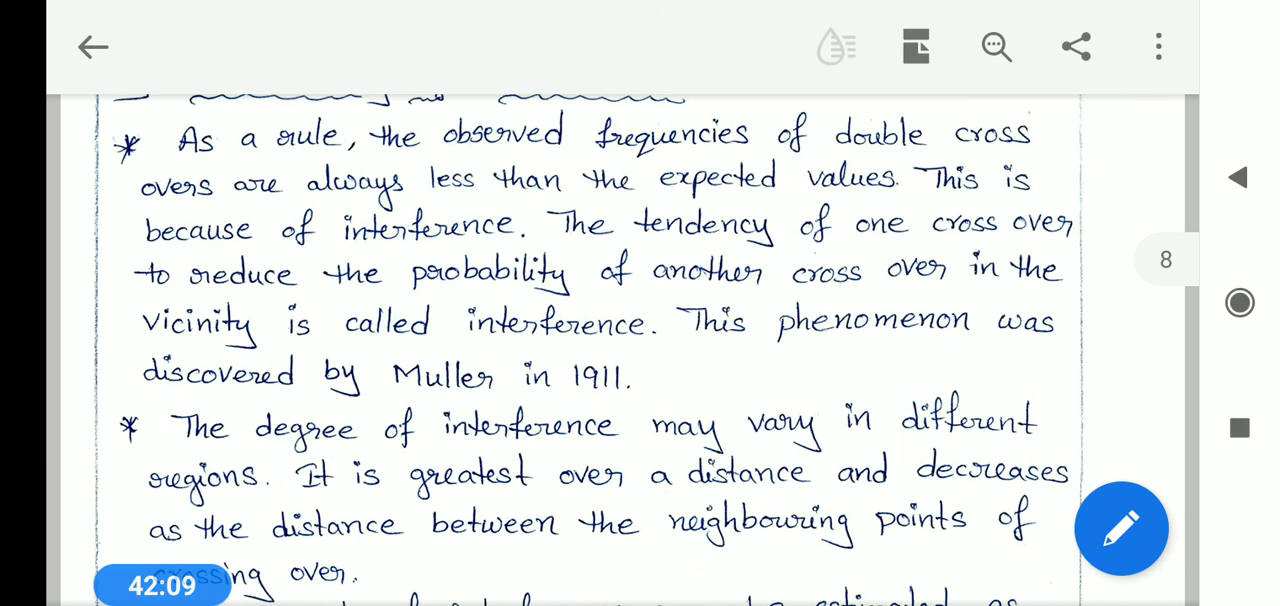 * As a rule, the observed frequencies of double cross
overs are always less than the expected values. This is
because of interference. The tendency of one cross over
to reduce the probability of another cross over in the
8
vicinity is called interference. This phenomenon was
discovered by Muller in 1911.
* The degree of interference may vary in different
regions. It is greatest over a distance and decreases
as the distance between the neighbouring points of
crossing over.
42:09
estimated as